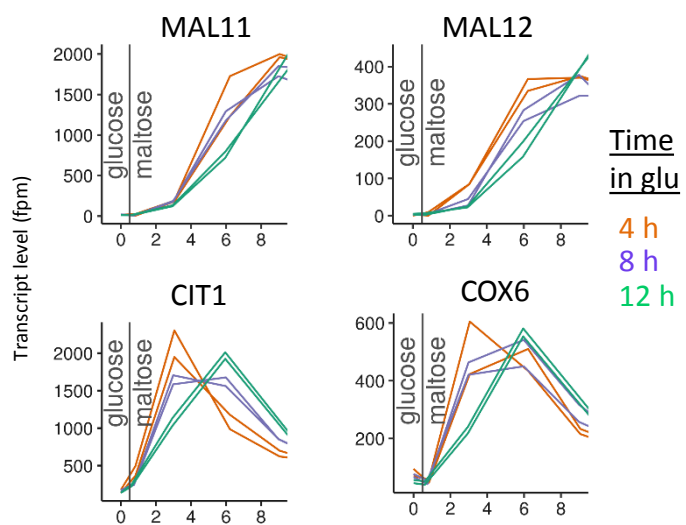 MAL11
MAL12
2000
1500
1000
500
0
glucose
maltose
0 2 4 6 8
400
300
200
100
0
glucose
maltose
0 2 4 6 8
Time
in glu
4 h
8 h
12 h
Transcript level (fpm)
CIT1
COX6
2000
1500
1000
500
glucose
maltose
0 2 4 6 8
600
400
200
glucose
maltose
0 2 4 6 8